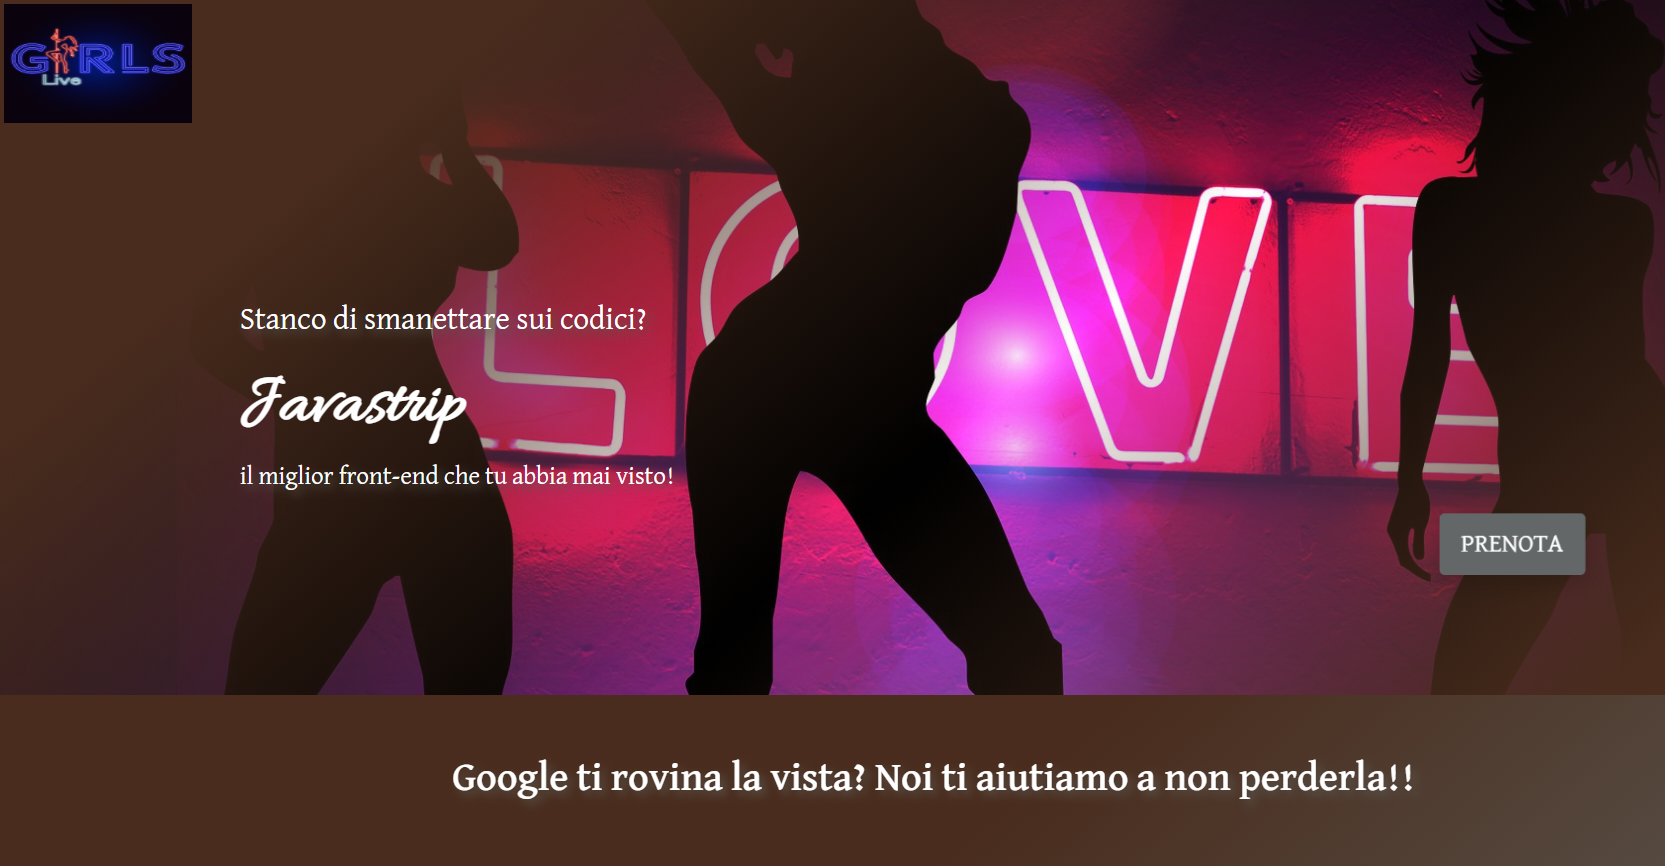 GIRLS
Live
LOVE
Stanco di smanettare sui codici?
Javastrip
il miglior front-end che tu abbia mai visto!
PRENOTA
Google ti rovina la vista? Noi ti aiutiamo a non perderla!!